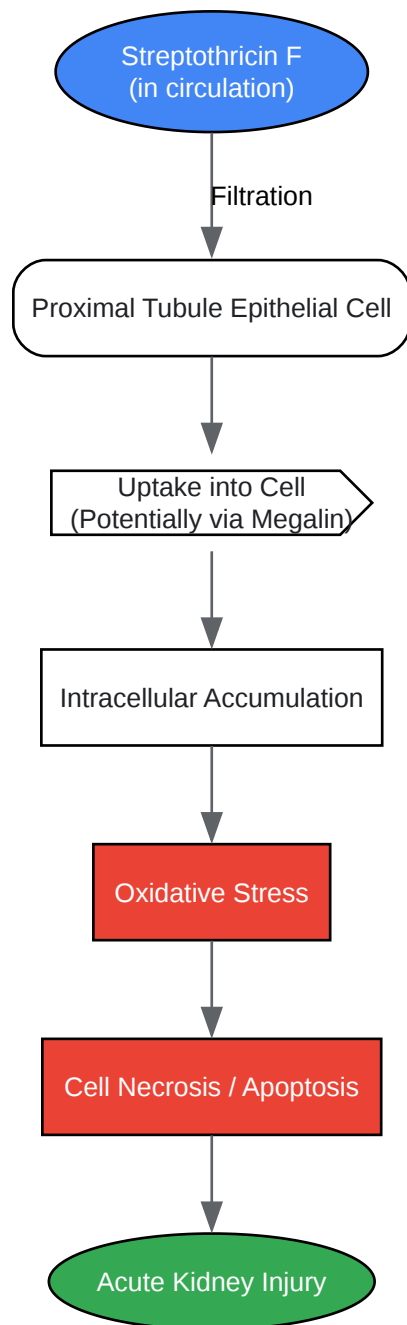 Streptothricin F
(in circulation)
Filtration
Proximal Tubule Epithelial Cell
Uptake into Cell
(Potentially via Megalin)
Intracellular Accumulation
Oxidative Stress
Cell Necrosis / Apoptosis
Acute Kidney Injury